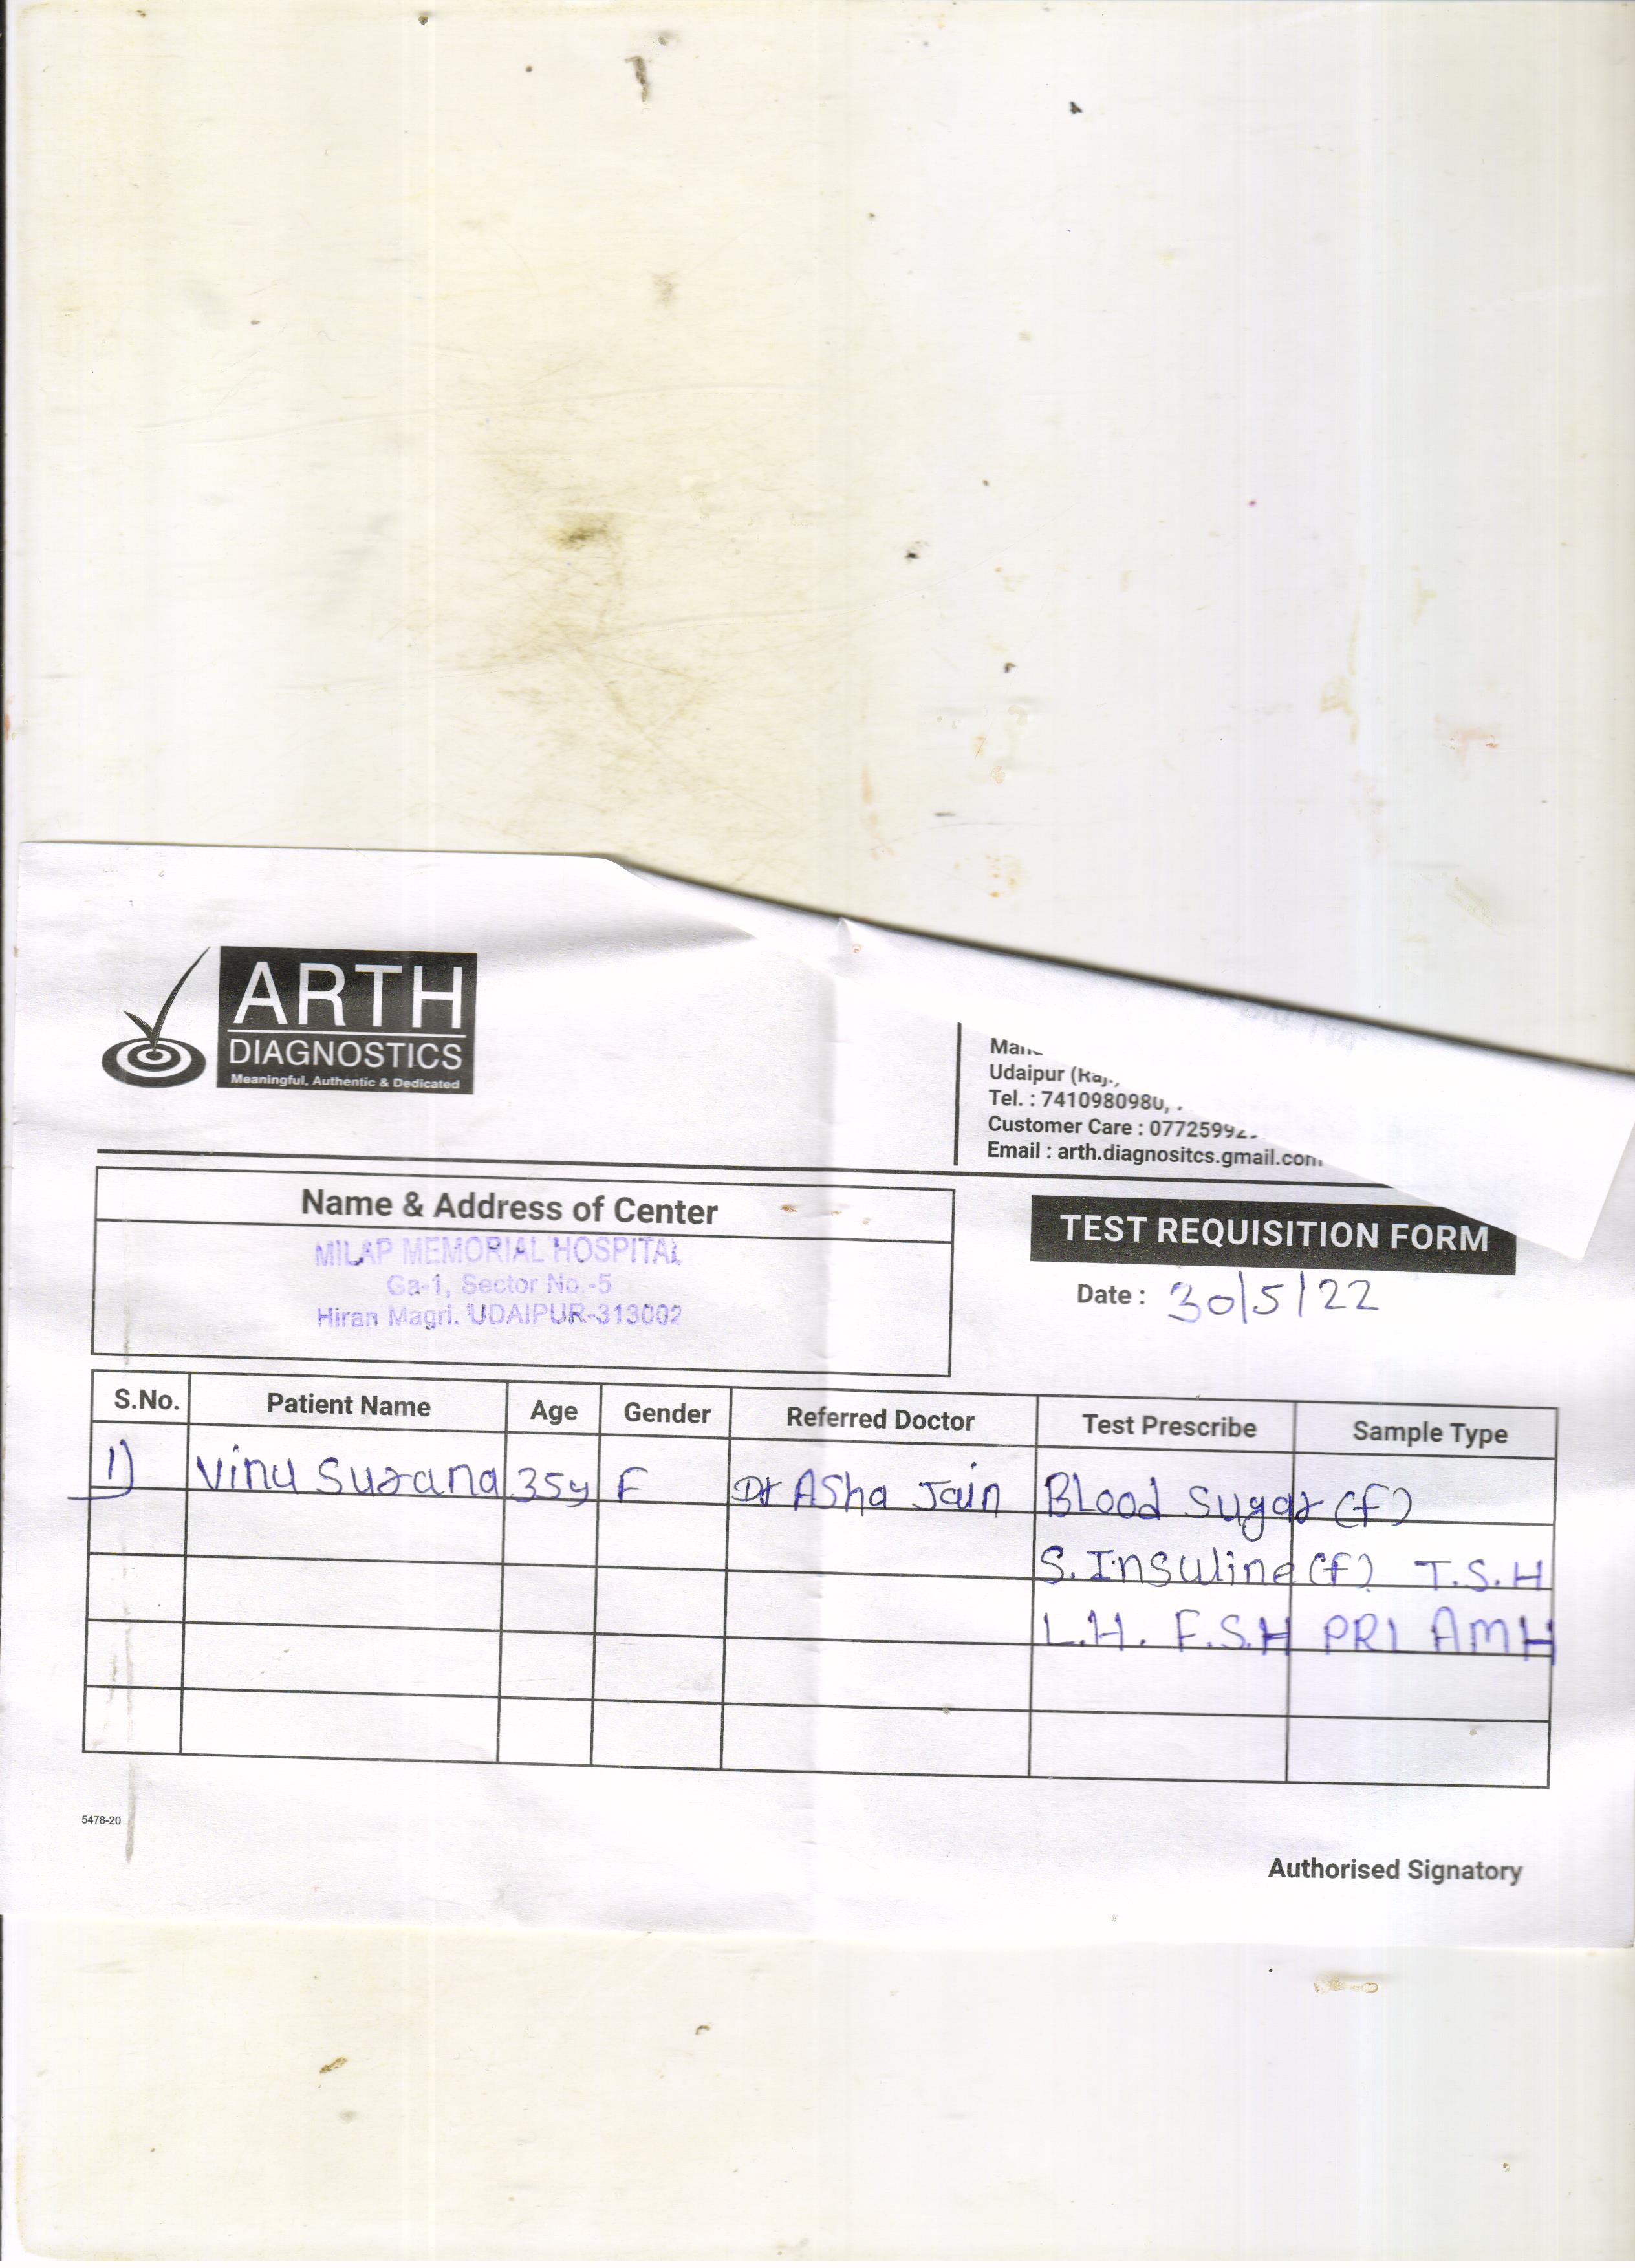 ARTH
DIAGNOSTICS
Meaningful, Authentic & Dedicated
Udaipur
Tel. : 7410980980,
Customer Care : 0772599
Email : arth.diagnositcs.gmail.com
Name & Address of Center
MILAP MEMORIAL HOSPITAL
Ga-1, Sector No.-5
Hiran Magri. UDAIPUR-313002
TEST REQUISITION FORM
Date : 30/5/22
S.No. Patient Name Age Gender Referred Doctor Test Prescribe Sample Type
1) Vinu Surana 35y F Dr Asha Jain Blood Sugar (f)
S. Insuline (f) T.S.H
L.H. F.S.H PRL AMH
5478-20
Authorised Signatory